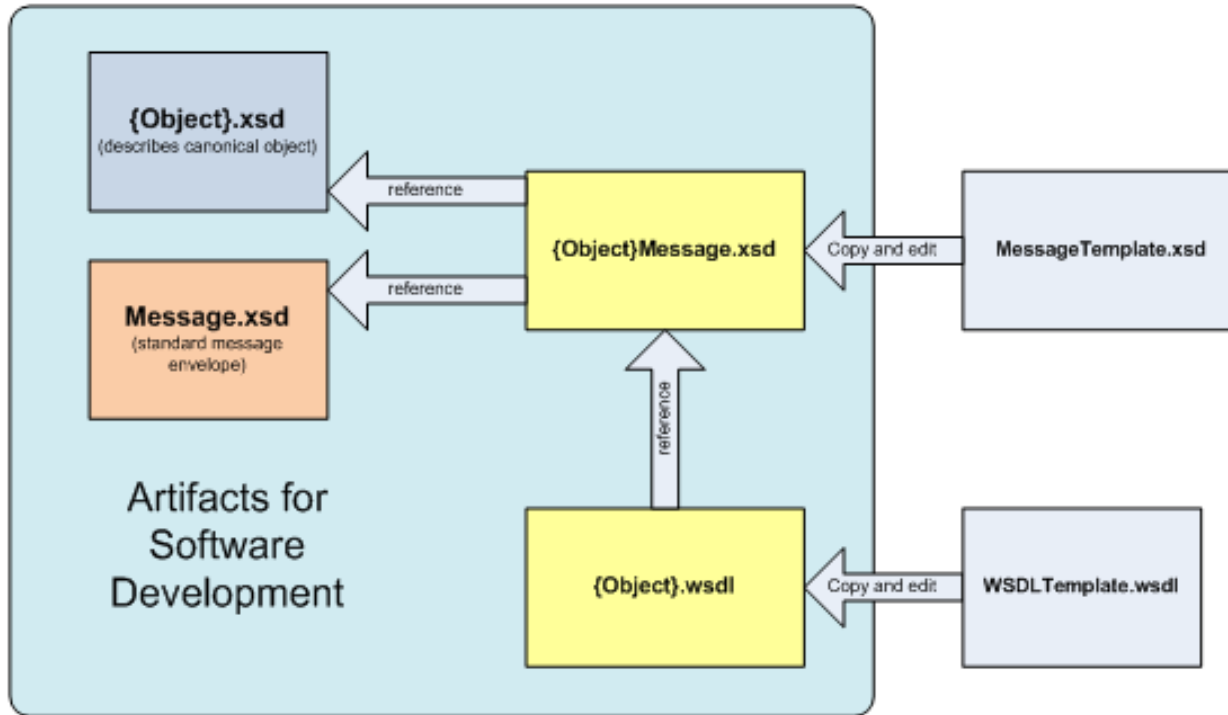 {Object}.xsd
(describes canonical object)
reference
Message.xsd
(standard message
envelope)
reference
{Object}Message.xsd
Copy and edit
MessageTemplate.xsd
reference
Artifacts for
Software
Development
{Object}.wsdl
Copy and edit
WSDLTemplate.wsdl